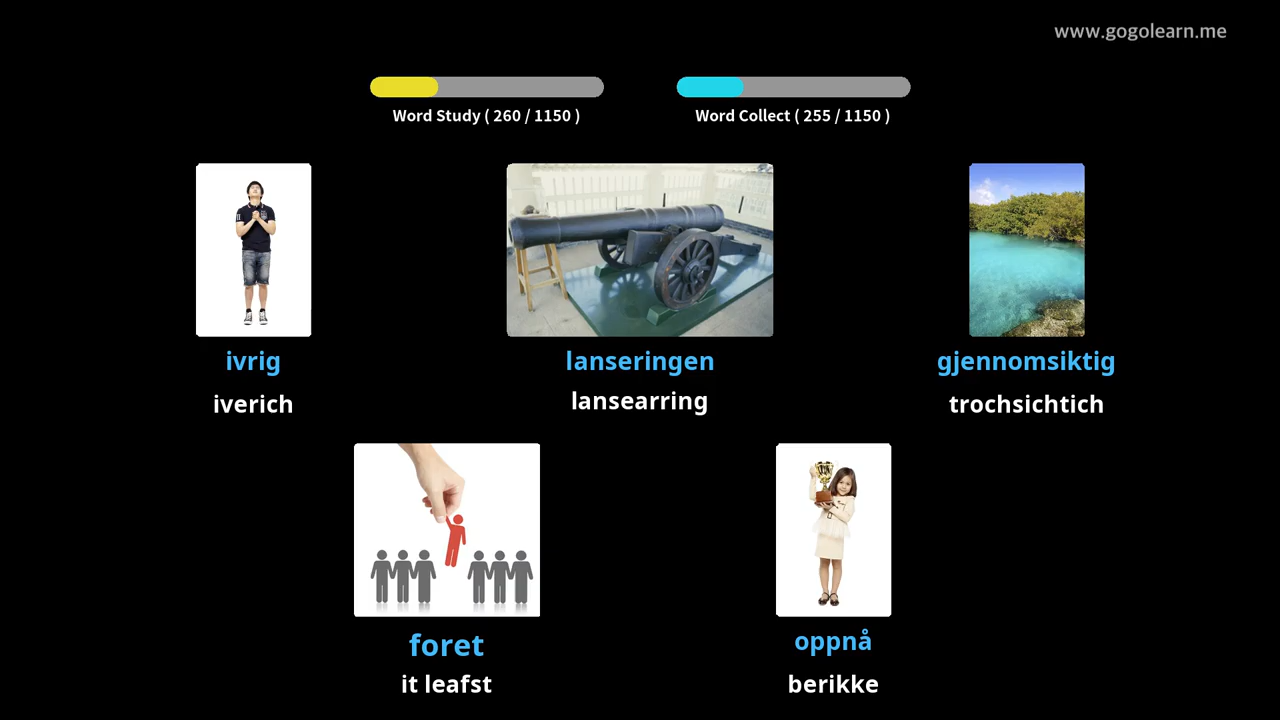 www.gogolearn.me
Word Study ( 260 / 1150 )
Word Collect ( 255 / 1150 )
ivrig
lanseringen
gjennomsiktig
iverich
lansearring
trochsichtich
foret
oppnå
it leafst
berikke